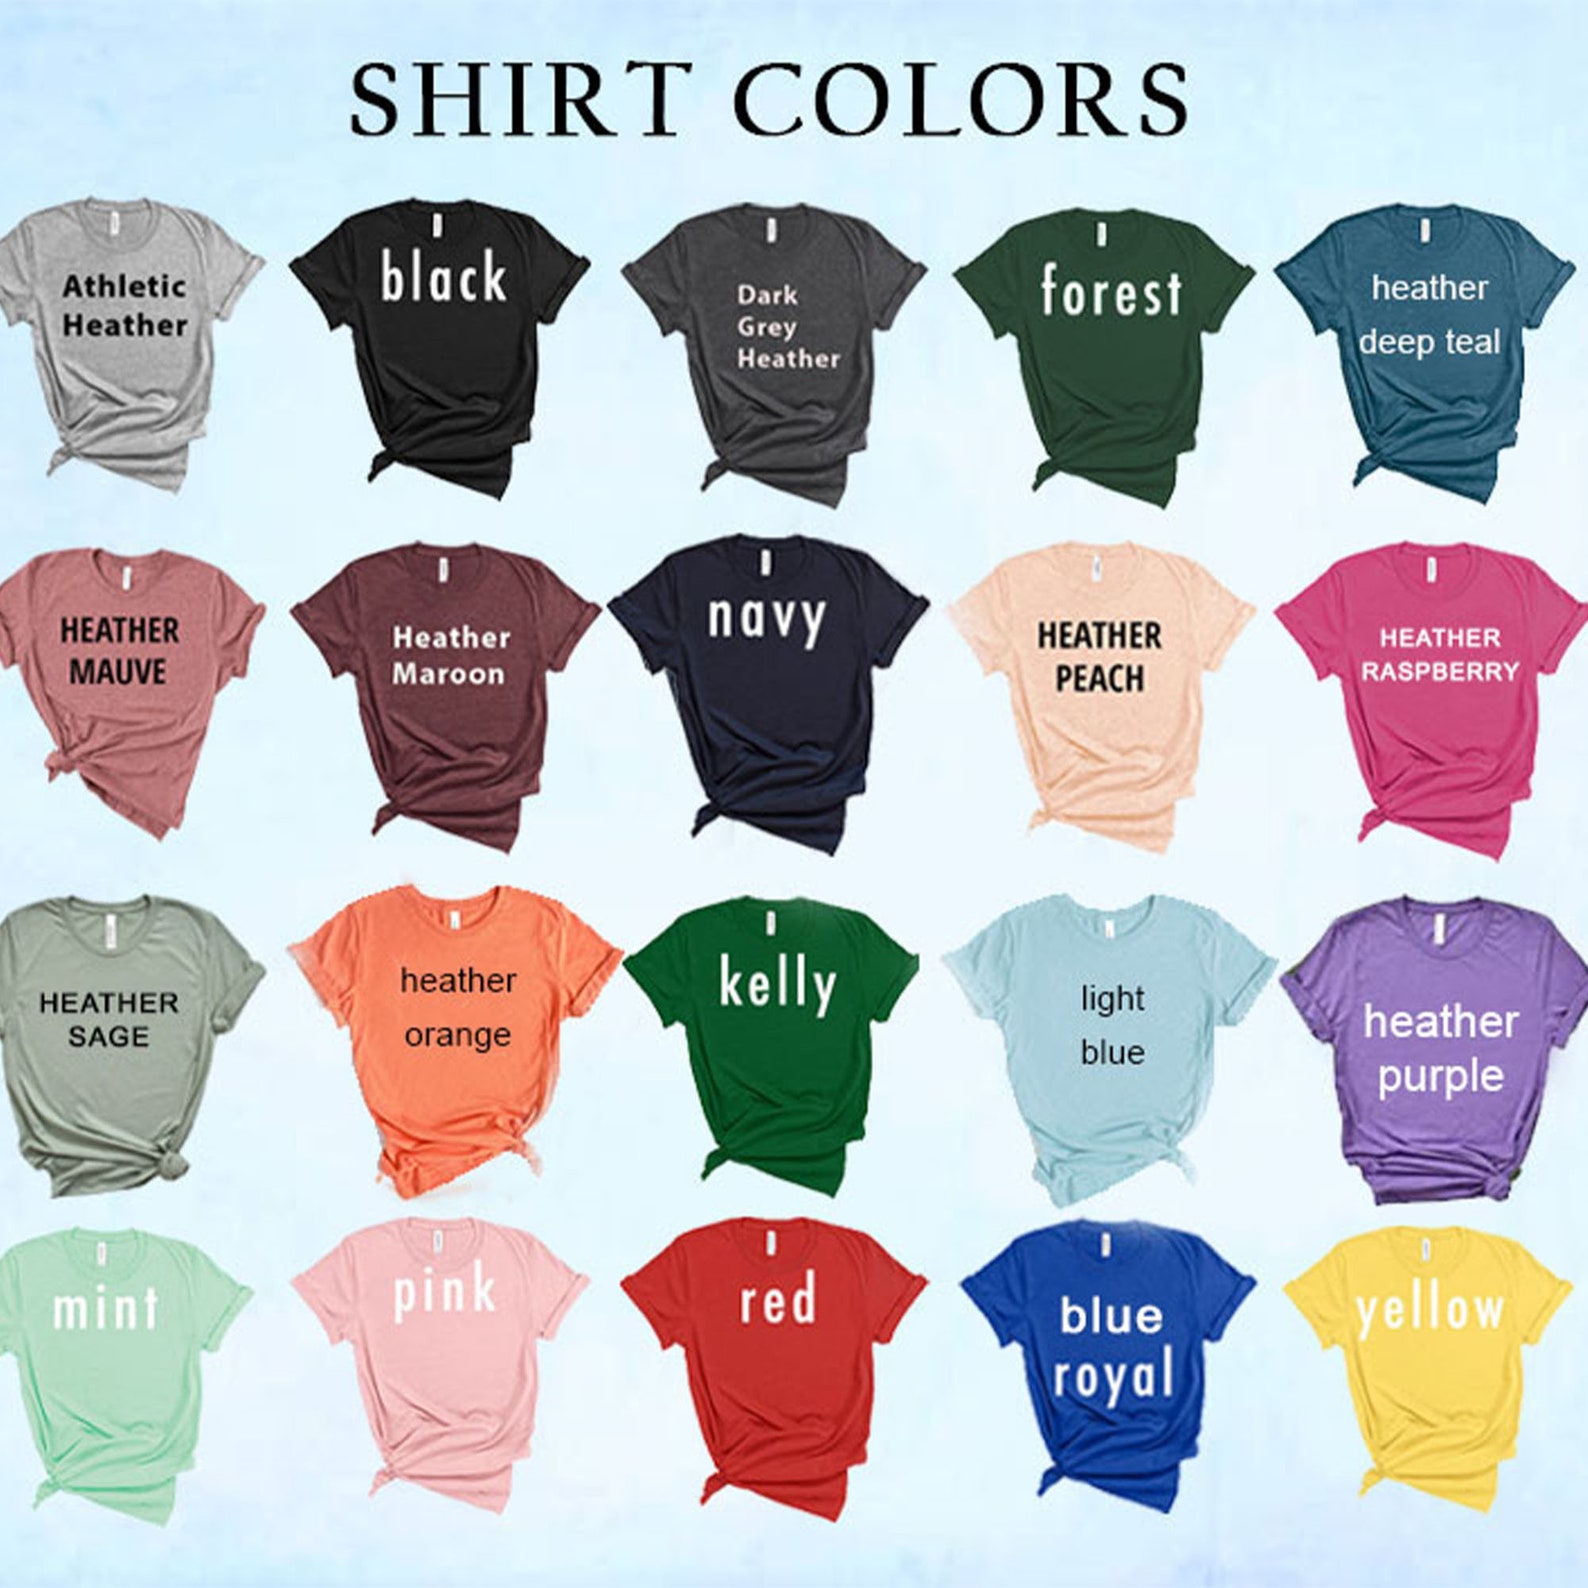 SHIRT COLORS
Athletic
Heather
black
Dark
Grey
Heather
forest
heather
deep teal
HEATHER
MAUVE
Heather
Maroon
navy
HEATHER
PEACH
HEATHER
RASPBERRY
HEATHER
SAGE
heather
orange
kelly
light
blue
heather
purple
mint
pink
red
blue
royal
yellow